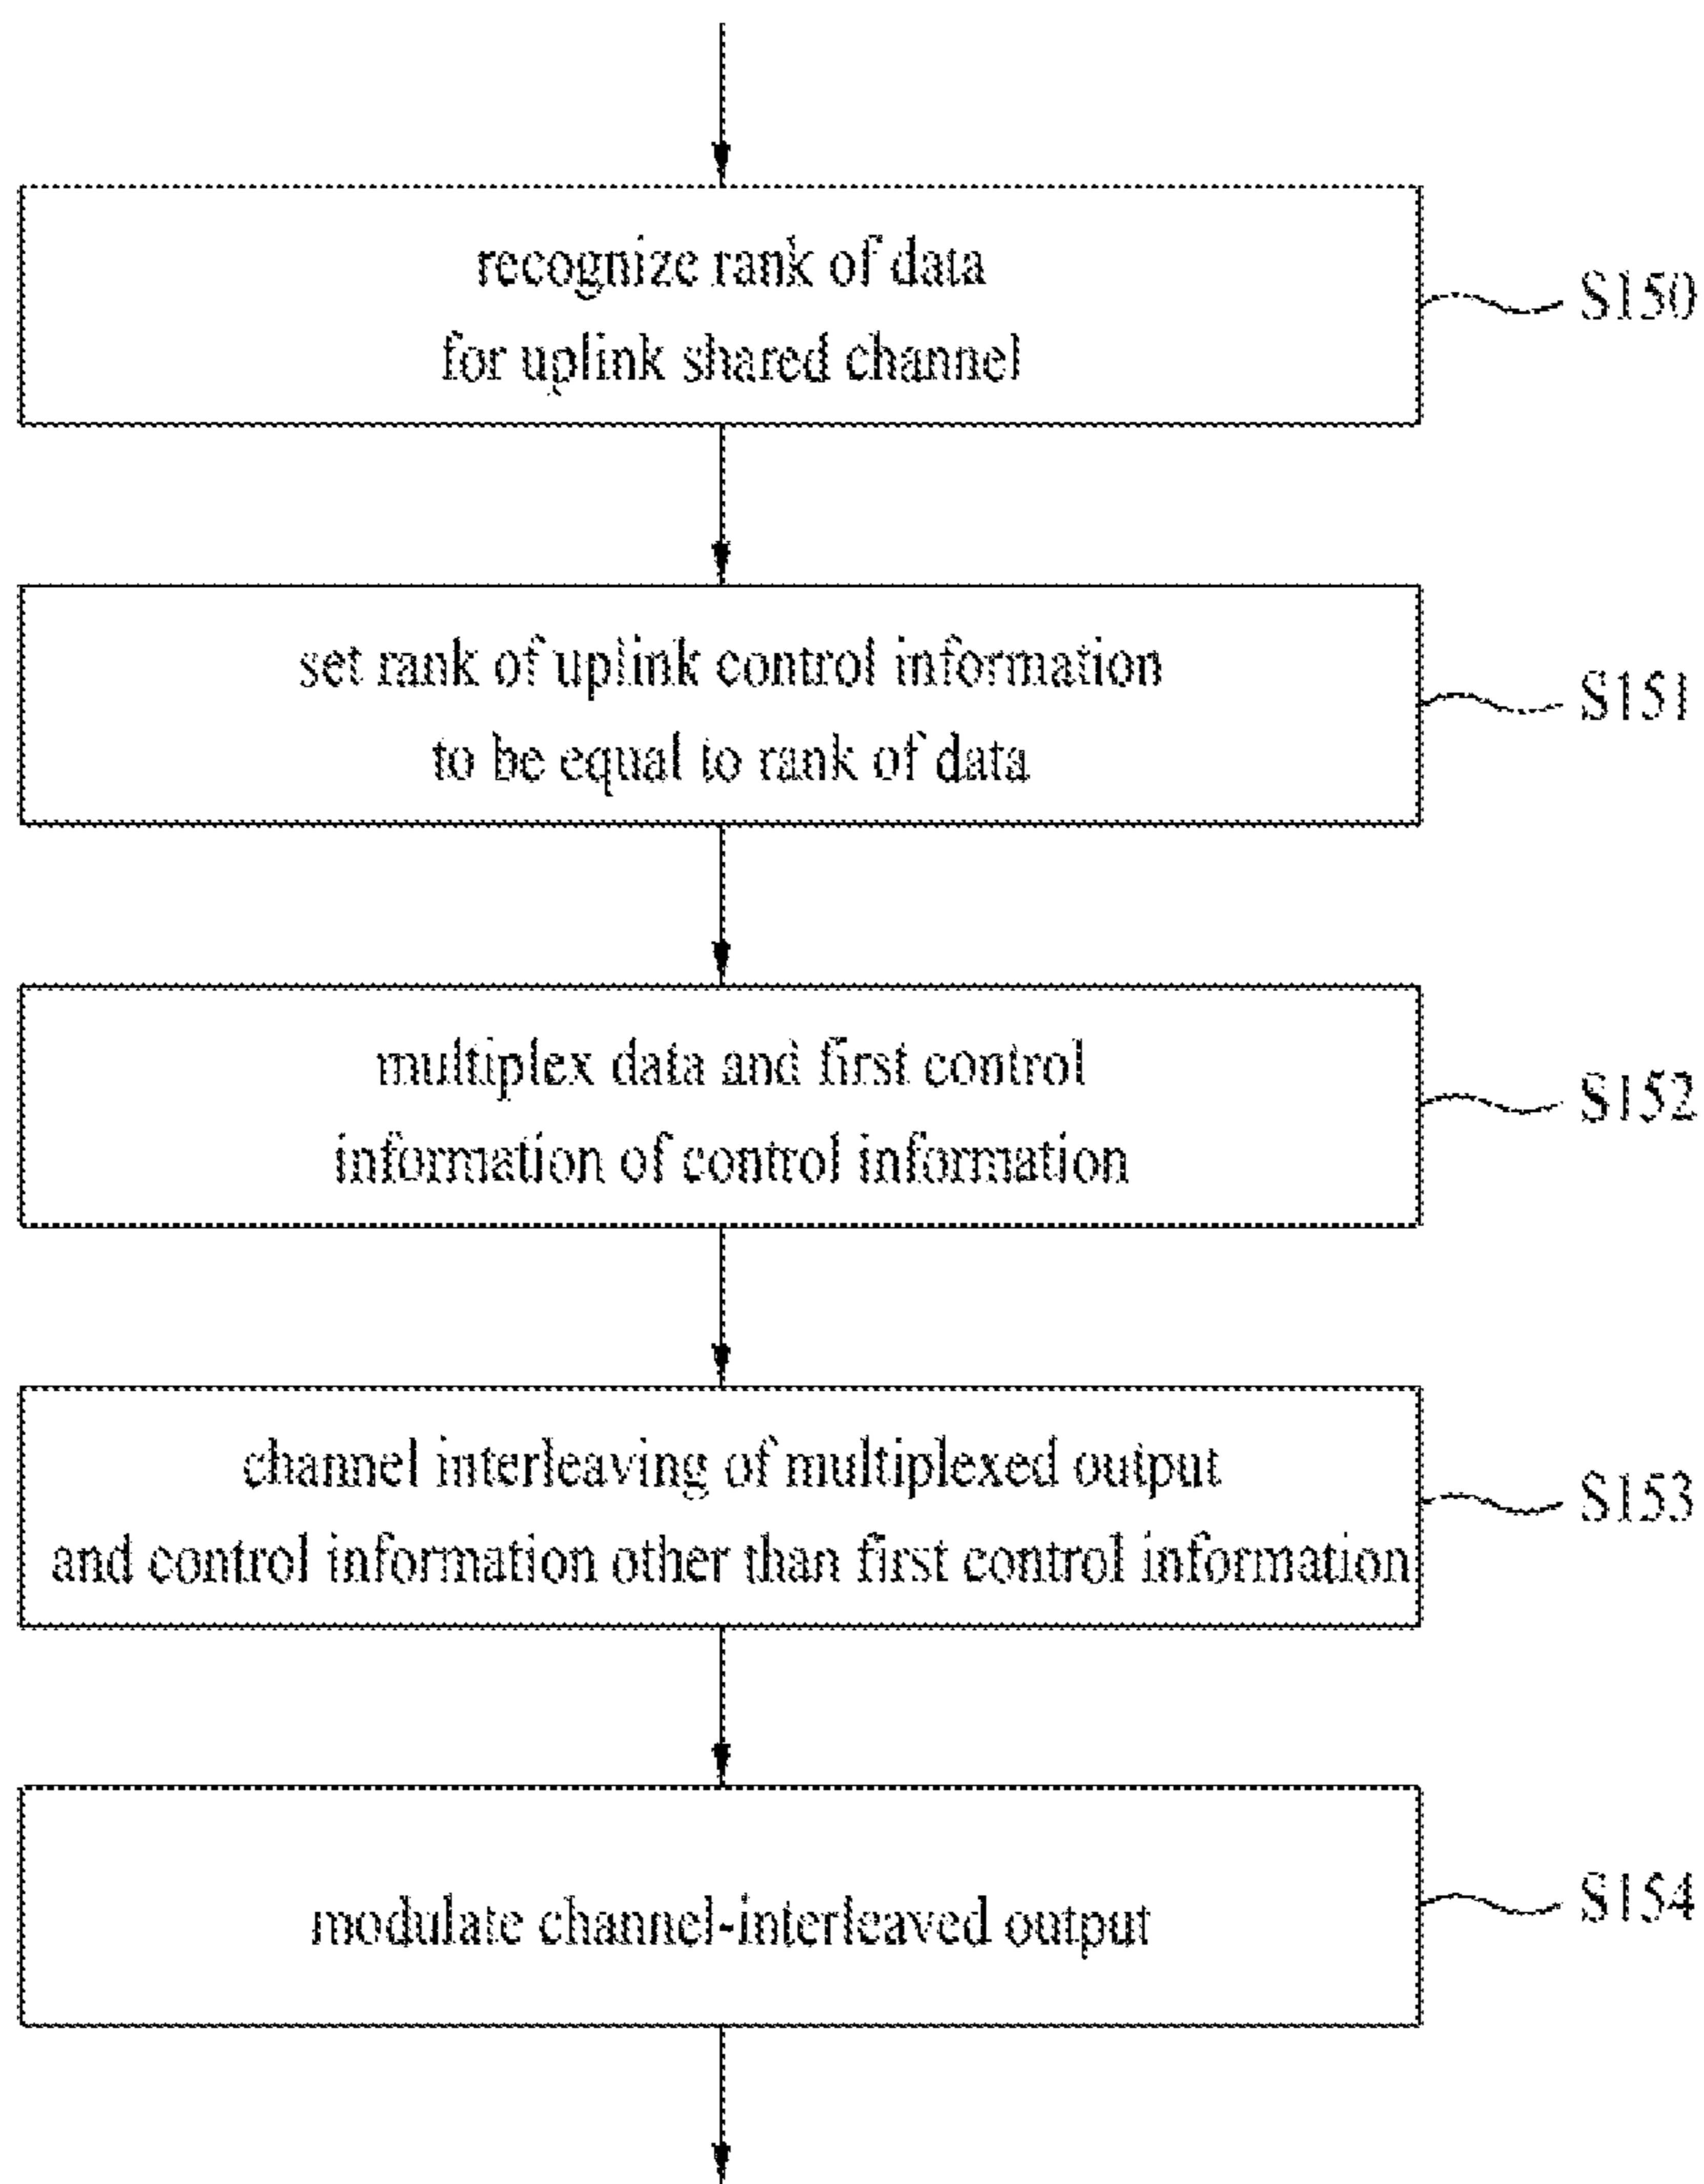 recognize rank of data
for uplink shared channel
S150
set rank of uplink control information
to be equal to rank of data
S151
multiplex data and first control
information of control information
S152
channel interleaving of multiplexed output
and control information other than first control information
S153
modulate channel-interleaved output
S154